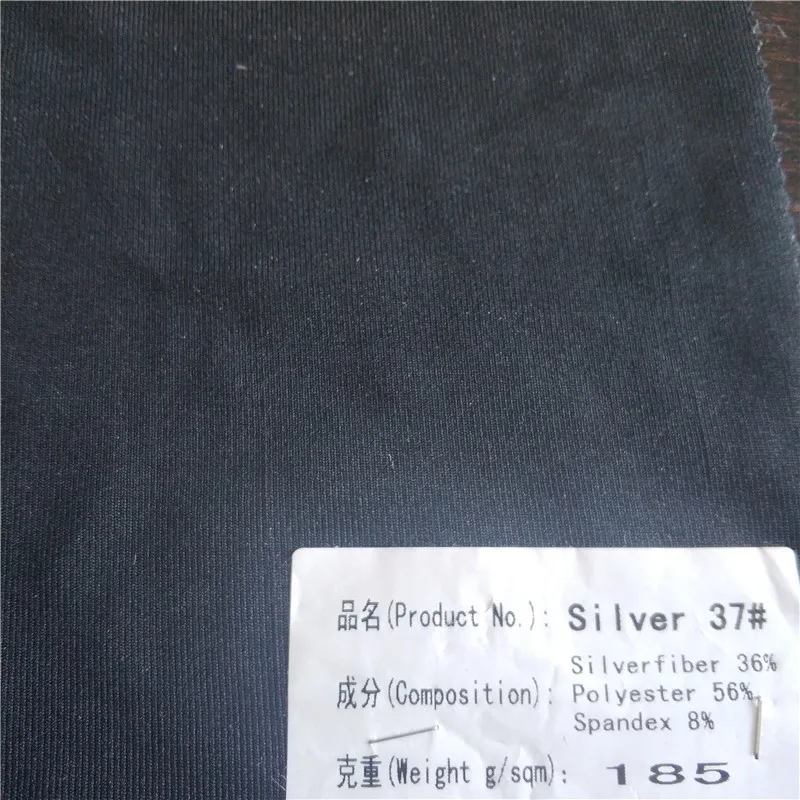 品名(Product No.): Silver 37#
Silverfiber 36%
成分(Composition): Polyester 56%
Spandex 8%
克重(Weight g/sqm): 185